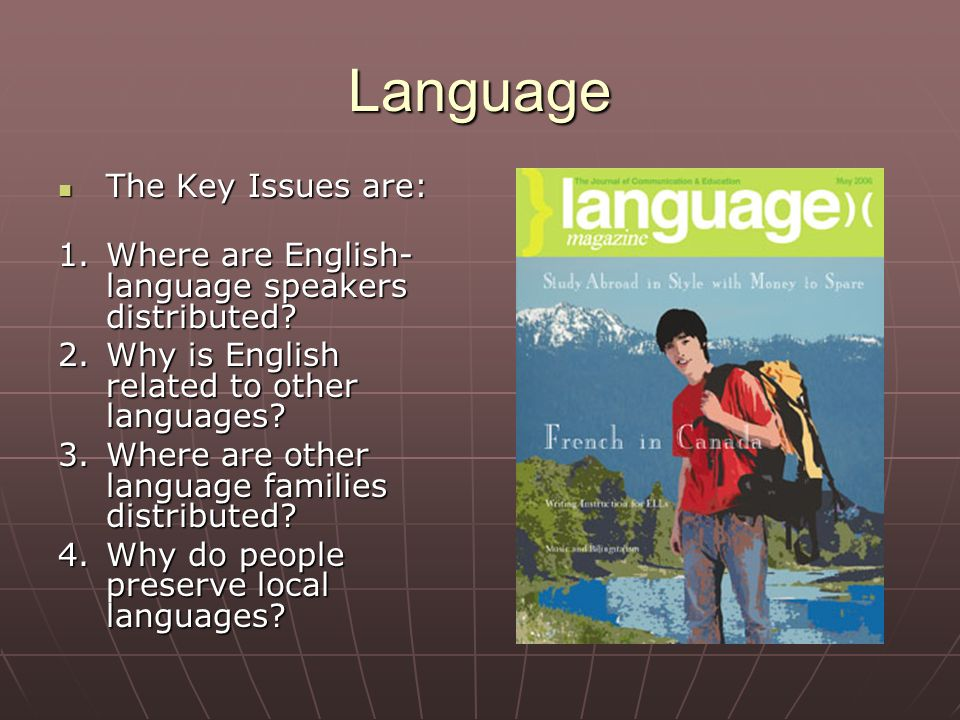 Language
The Key Issues are:
1. Where are English-
language speakers
distributed?
2. Why is English
related to other
languages?
3. Where are other
language families
distributed?
4. Why do people
preserve local
languages?
The Journal of Communication & Education
May 2006
}language)(
magazine
Study Abroad in Style with Money to Spare
French in Canada
Writing Instruction for ELLs
Music and Bilingualism